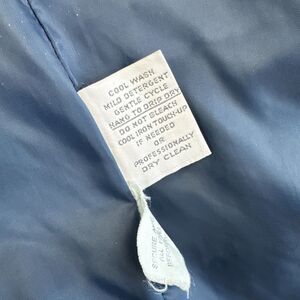 COOL WASH
MILD DETERGENT
GENTLE CYCLE
HANG TO DRIP DRY
DO NOT BLEACH
COOL IRON TOUCH-UP
IF NEEDED
OR
PROFESSIONALLY
DRY CLEAN